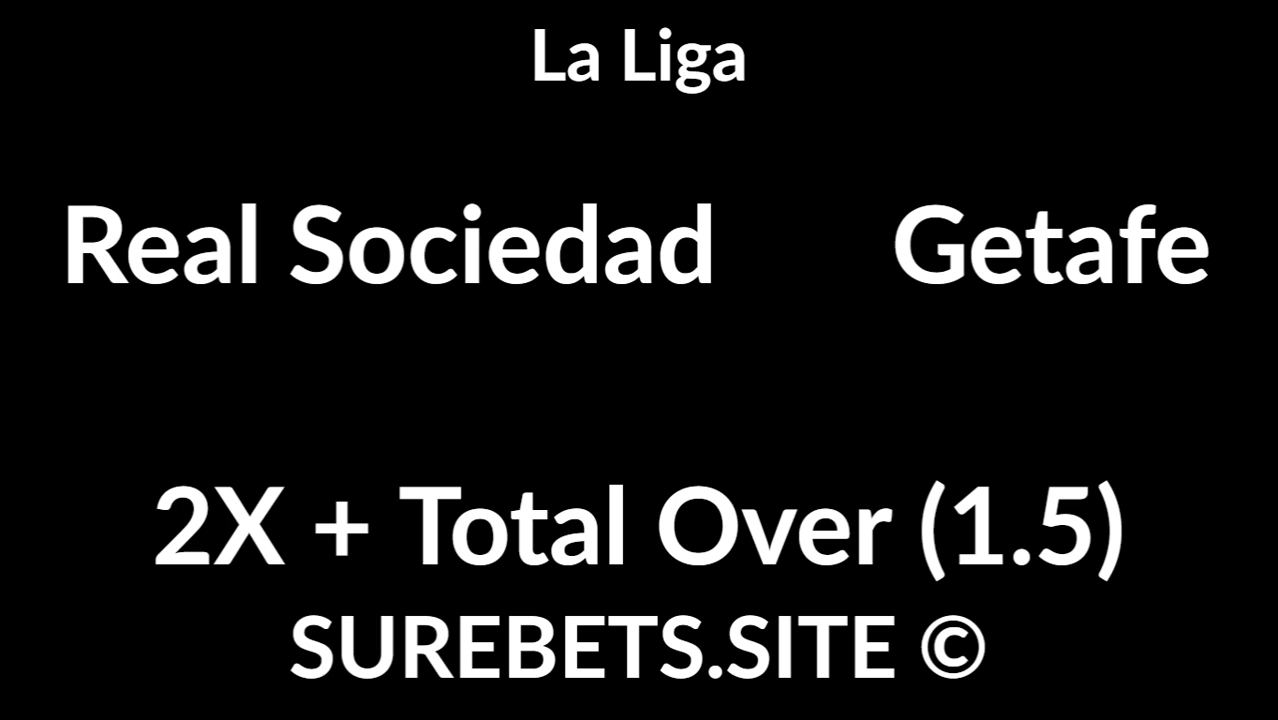 La Liga
Real Sociedad Getafe
2X + Total Over (1.5)
SUREBETS.SITE ©